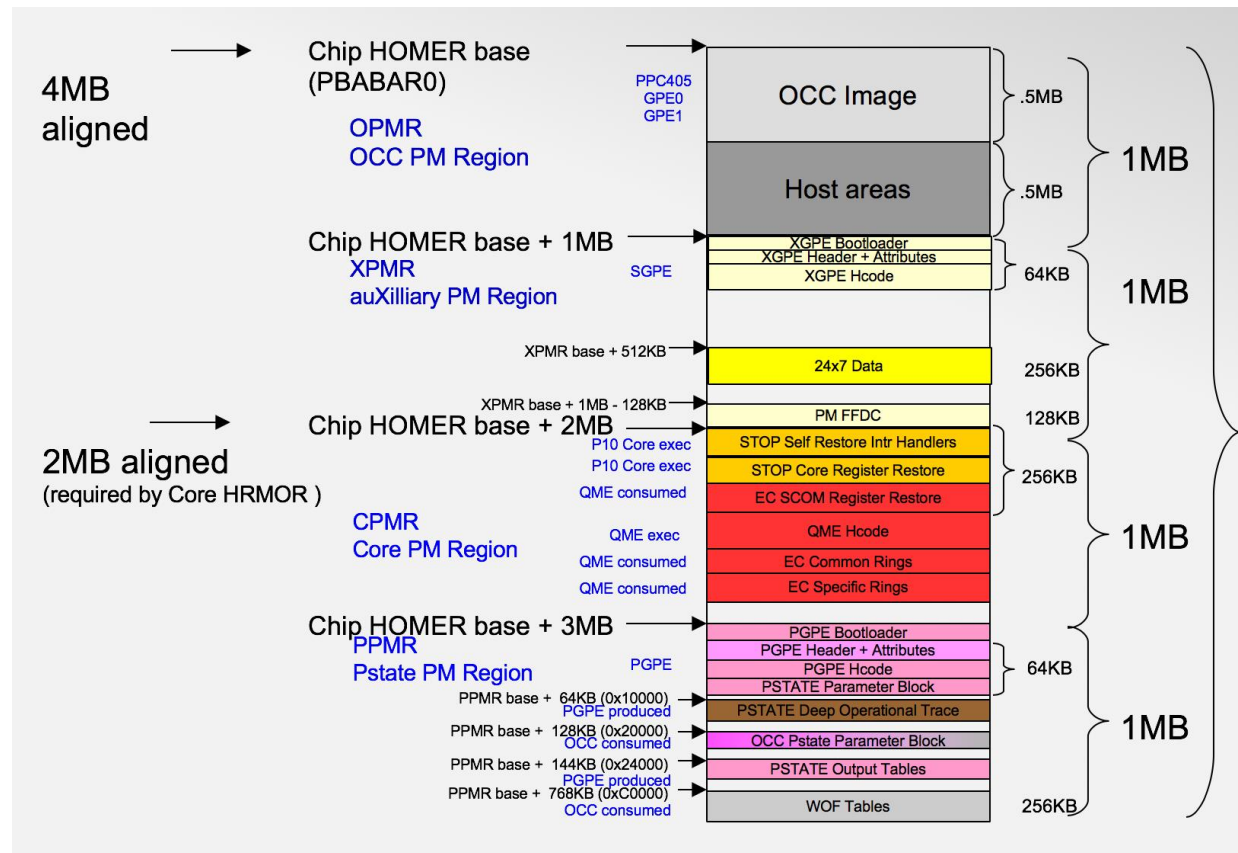 4MB
aligned
Chip HOMER base
(PBABAR0)
OPMR
OCC PM Region
PPC405
GPE0
GPE1
OCC Image
.5MB
Host areas
.5MB
1MB
Chip HOMER base + 1MB
XPMR
auXilliary PM Region
SGPE
XGPE Bootloader
XGPE Header + Attributes
XGPE Hcode
64KB
1MB
XPMR base + 512KB
24x7 Data
256KB
XPMR base + 1MB - 128KB
PM FFDC
128KB
2MB aligned
(required by Core HRMOR )
Chip HOMER base + 2MB
CPMR
Core PM Region
P10 Core exec
STOP Self Restore Intr Handlers
P10 Core exec
STOP Core Register Restore
256KB
QME consumed
EC SCOM Register Restore
QME exec
QME Hcode
1MB
QME consumed
EC Common Rings
QME consumed
EC Specific Rings
Chip HOMER base + 3MB
PPMR
Pstate PM Region
PGPE
PGPE Bootloader
PGPE Header + Attributes
PGPE Hcode
PSTATE Parameter Block
64KB
PPMR base + 64KB (0x10000)
PGPE produced
PSTATE Deep Operational Trace
PPMR base + 128KB (0x20000)
OCC consumed
OCC Pstate Parameter Block
1MB
PPMR base + 144KB (0x24000)
PGPE produced
PSTATE Output Tables
PPMR base + 768KB (0xC0000)
OCC consumed
WOF Tables
256KB